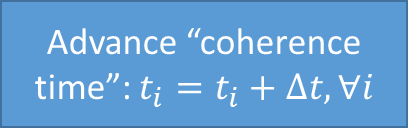 Advance “coherence
time”: tᵢ = tᵢ + Δt, ∀i